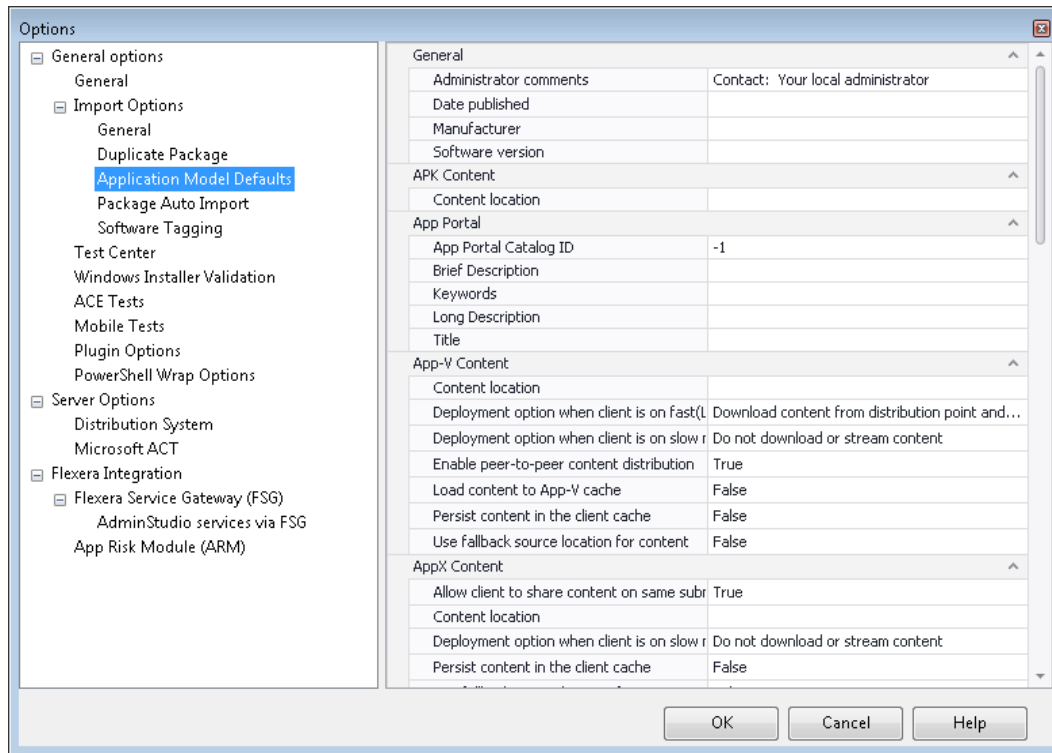 Options
General options
General
Import Options
General
Duplicate Package
Application Model Defaults
Package Auto Import
Software Tagging
Test Center
Windows Installer Validation
ACE Tests
Mobile Tests
Plugin Options
PowerShell Wrap Options
Server Options
Distribution System
Microsoft ACT
Flexera Integration
Flexera Service Gateway (FSG)
AdminStudio services via FSG
App Risk Module (ARM)
General
Administrator comments Contact: Your local administrator
Date published
Manufacturer
Software version
APK Content
Content location
App Portal
App Portal Catalog ID -1
Brief Description
Keywords
Long Description
Title
App-V Content
Content location
Deployment option when client is on fast(L Download content from distribution point and...
Deployment option when client is on slow r Do not download or stream content
Enable peer-to-peer content distribution True
Load content to App-V cache False
Persist content in the client cache False
Use fallback source location for content False
AppX Content
Allow client to share content on same subr True
Content location
Deployment option when client is on slow r Do not download or stream content
Persist content in the client cache False
OK Cancel Help